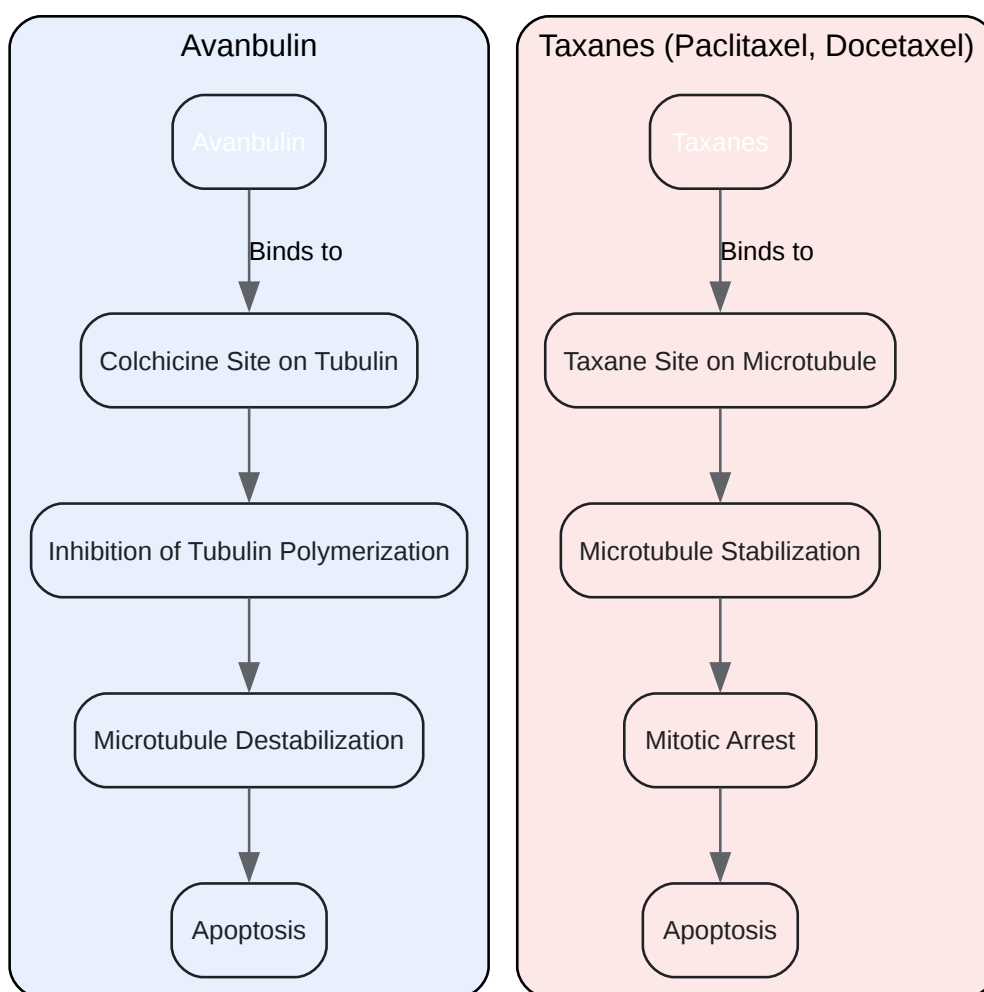 Avanbulin
Avanbulin
Binds to
Colchicine Site on Tubulin
Inhibition of Tubulin Polymerization
Microtubule Destabilization
Apoptosis
Taxanes (Paclitaxel, Docetaxel)
Taxanes
Binds to
Taxane Site on Microtubule
Microtubule Stabilization
Mitotic Arrest
Apoptosis